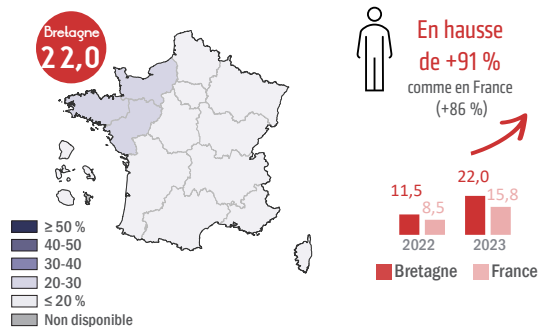 Bretagne
22,0
≥ 50 %
40-50
30-40
20-30
≤ 20 %
Non disponible
En hausse
de +91 %
comme en France
(+86 %)
11,5
8,5
22,0
15,8
2022
2023
Bretagne
France